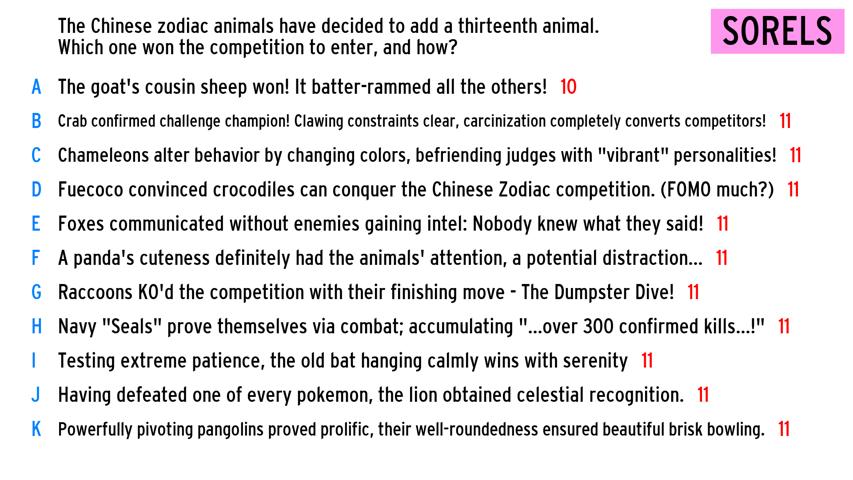 The Chinese zodiac animals have decided to add a thirteenth animal.
Which one won the competition to enter, and how?
SORELS
A The goat's cousin sheep won! It batter-rammed all the others! 10
B Crab confirmed challenge champion! Clawing constraints clear, carcinization completely converts competitors! 11
C Chameleons alter behavior by changing colors, befriending judges with "vibrant" personalities! 11
D Fuecoco convinced crocodiles can conquer the Chinese Zodiac competition. (FOMO much?) 11
E Foxes communicated without enemies gaining intel: Nobody knew what they said! 11
F A panda's cuteness definitely had the animals' attention, a potential distraction... 11
G Raccoons KO'd the competition with their finishing move - The Dumpster Dive! 11
H Navy "Seals" prove themselves via combat; accumulating "...over 300 confirmed kills...!" 11
I Testing extreme patience, the old bat hanging calmly wins with serenity 11
J Having defeated one of every pokemon, the lion obtained celestial recognition. 11
K Powerfully pivoting pangolins proved prolific, their well-roundedness ensured beautiful brisk bowling. 11